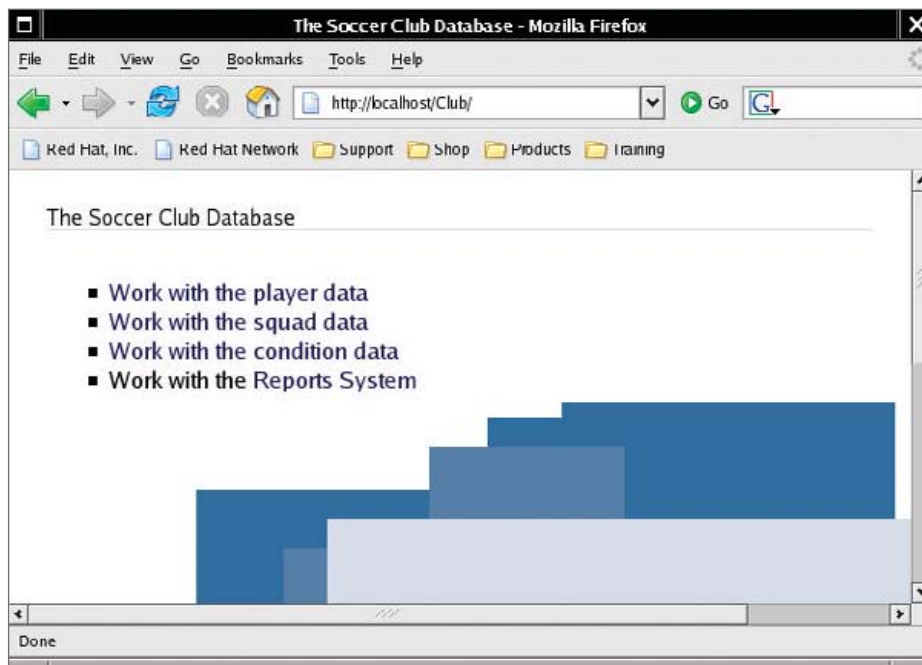 The Soccer Club Database - Mozilla Firefox
File Edit View Go Bookmarks Tools Help
http://localhost/Club/ Go G
Red Hat, Inc. Red Hat Network Support Shop Products Training
The Soccer Club Database
Work with the player data
Work with the squad data
Work with the condition data
Work with the Reports System
Done